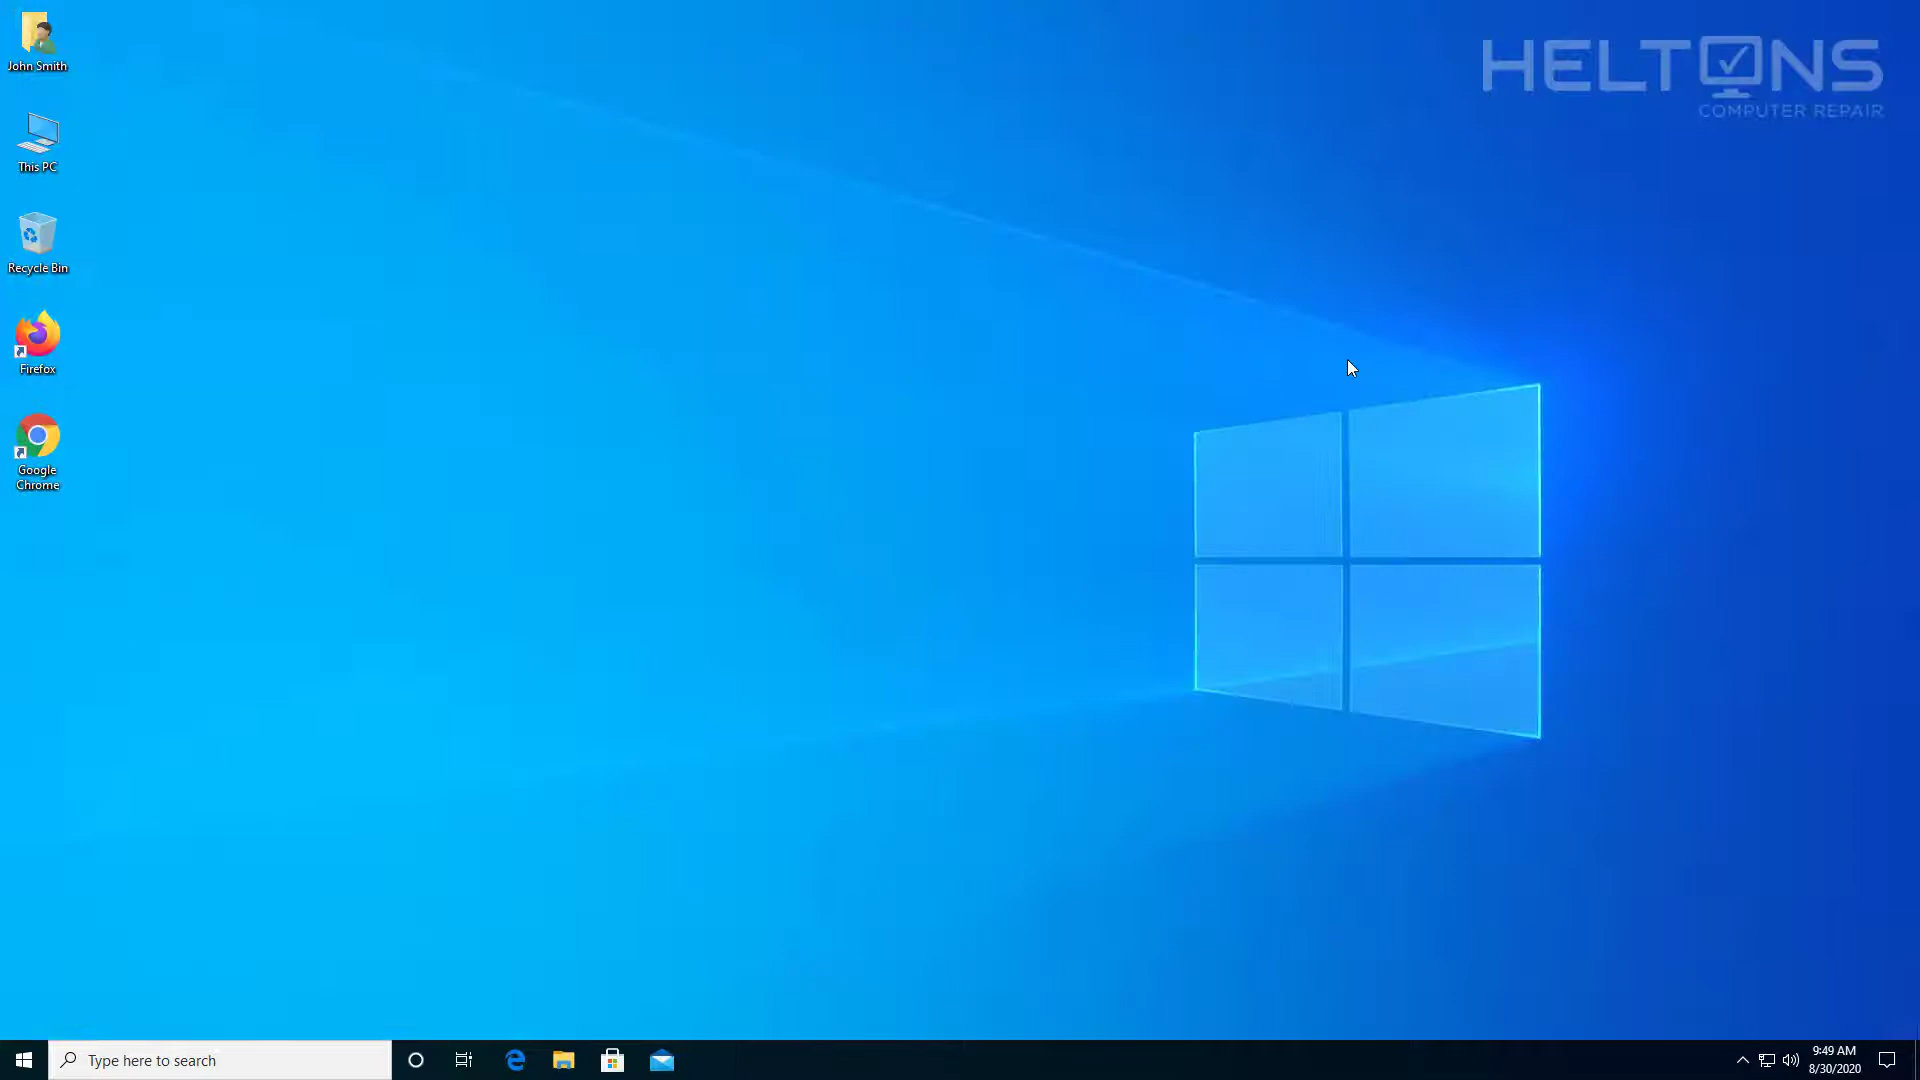 HELTONS
COMPUTER REPAIR
John Smith
This PC
Recycle Bin
Firefox
Google
Chrome
Type here to search
9:49 AM
8/30/2020